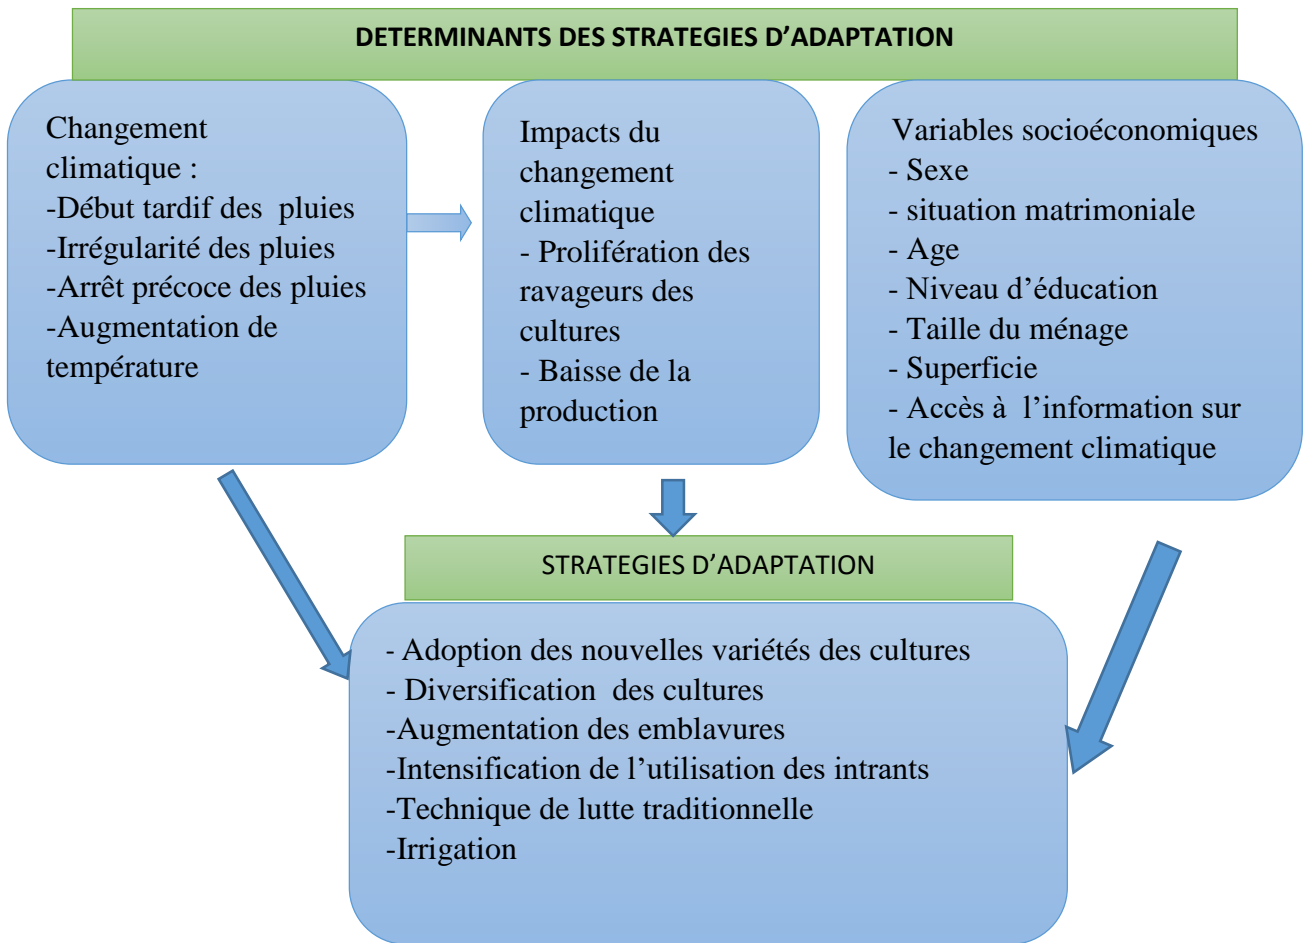 DETERMINANTS DES STRATEGIES D’ADAPTATION
Changement
climatique :
-Début tardif des pluies
-Irrégularité des pluies
-Arrêt précoce des pluies
-Augmentation de
température
Impacts du
changement
climatique
- Prolifération des
ravageurs des
cultures
- Baisse de la
production
Variables socioéconomiques
- Sexe
- situation matrimoniale
- Age
- Niveau d’éducation
- Taille du ménage
- Superficie
- Accès à l’information sur
le changement climatique
STRATEGIES D’ADAPTATION
- Adoption des nouvelles variétés des cultures
- Diversification des cultures
-Augmentation des emblavures
-Intensification de l’utilisation des intrants
-Technique de lutte traditionnelle
-Irrigation